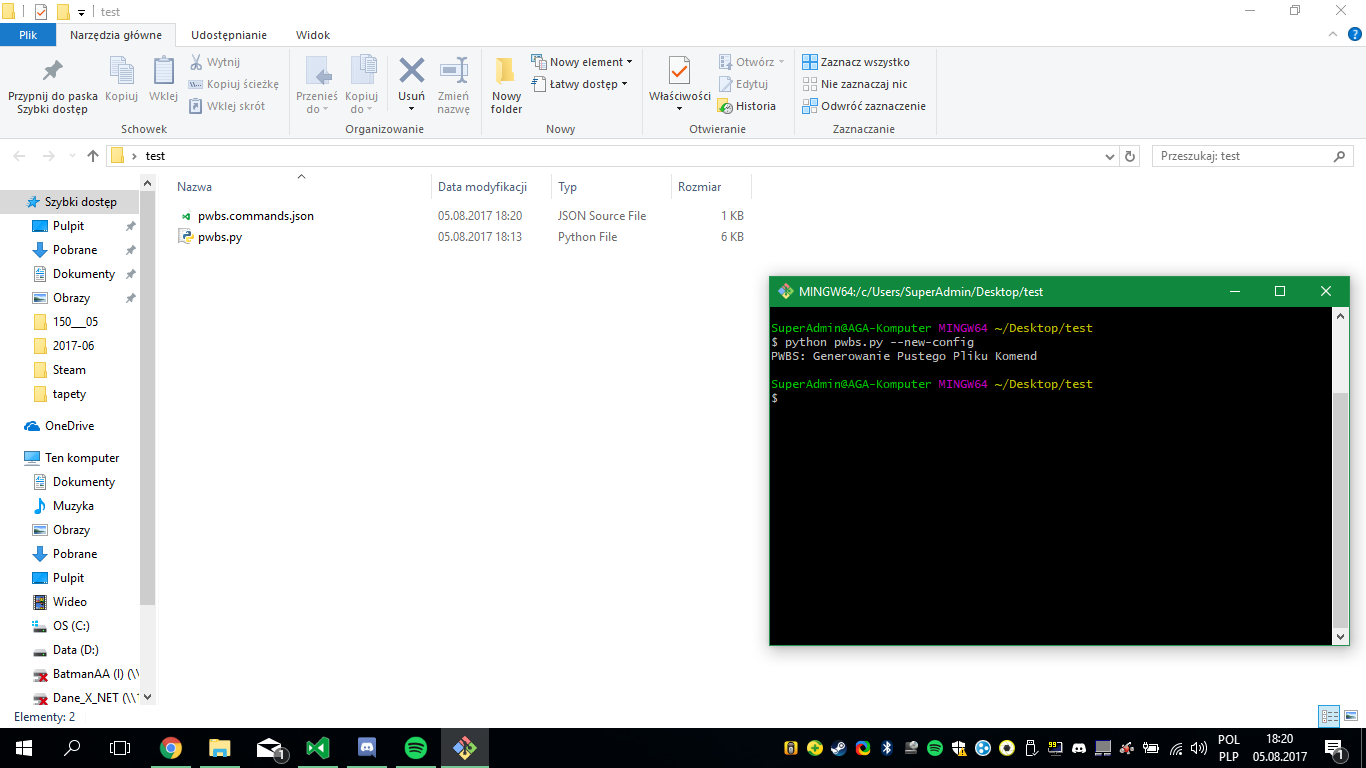 test
Plik Narzędzia główne Udostępnianie Widok
Przypnij do paska Szybki dostęp
Kopiuj
Wklej
Wytnij
Kopiuj ścieżkę
Wklej skrót
Schowek
Przenieś do
Kopiuj do
Usuń
Zmień nazwę
Organizowanie
Nowy folder
Nowy element
Łatwy dostęp
Nowy
Właściwości
Otwórz
Edytuj
Historia
Otwieranie
Zaznacz wszystko
Nie zaznaczaj nic
Odwróć zaznaczenie
Zaznaczanie
test
Przeszukaj: test
Szybki dostęp
Pulpit
Pobrane
Dokumenty
Obrazy
150___05
2017-06
Steam
tapety
OneDrive
Ten komputer
Dokumenty
Muzyka
Obrazy
Pobrane
Pulpit
Wideo
OS (C:)
Data (D:)
BatmanAA (I) (\\
Dane_X_NET (\\
Nazwa Data modyfikacji Typ Rozmiar
pwbs.commands.json 05.08.2017 18:20 JSON Source File 1 KB
pwbs.py 05.08.2017 18:13 Python File 6 KB
MINGW64:/c/Users/SuperAdmin/Desktop/test
SuperAdmin@AGA-Komputer MINGW64 ~/Desktop/test
$ python pwbs.py --new-config
PWBS: Generowanie Pustego Pliku Komend
SuperAdmin@AGA-Komputer MINGW64 ~/Desktop/test
$
Elementy: 2
1
99
POL
PLP
18:20
05.08.2017
1